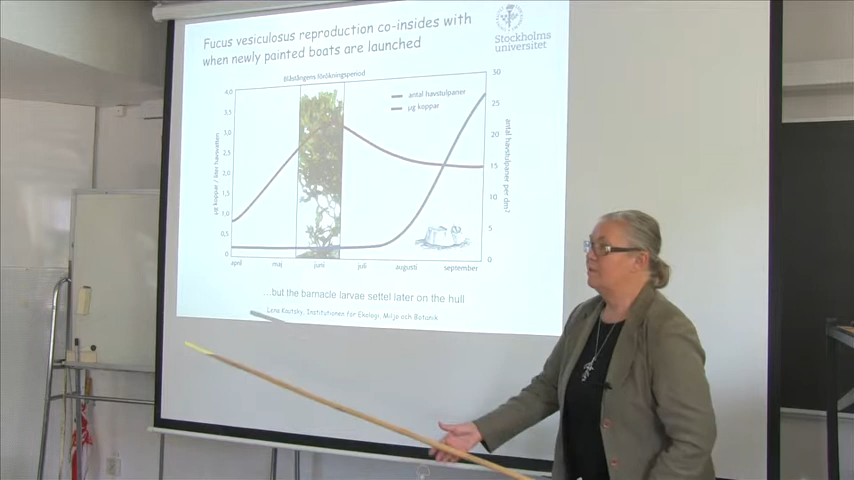 Fucus vesiculosus reproduction co-insides with
when newly painted boats are launched
Stockholms
universitet
Blåstångens förökningsperiod
antal havstulpaner
µg koppar
µg koppar / liter havsvatten
4,0
3,5
3,0
2,5
2,0
1,5
1,0
0,5
0
30
25
20
15
10
5
0
antal havstulpaner per dm²
april
maj
juni
juli
augusti
september
...but the barnacle larvae settel later on the hull
Lena Kautsky, Institutionen för Ekologi, Miljö och Botanik